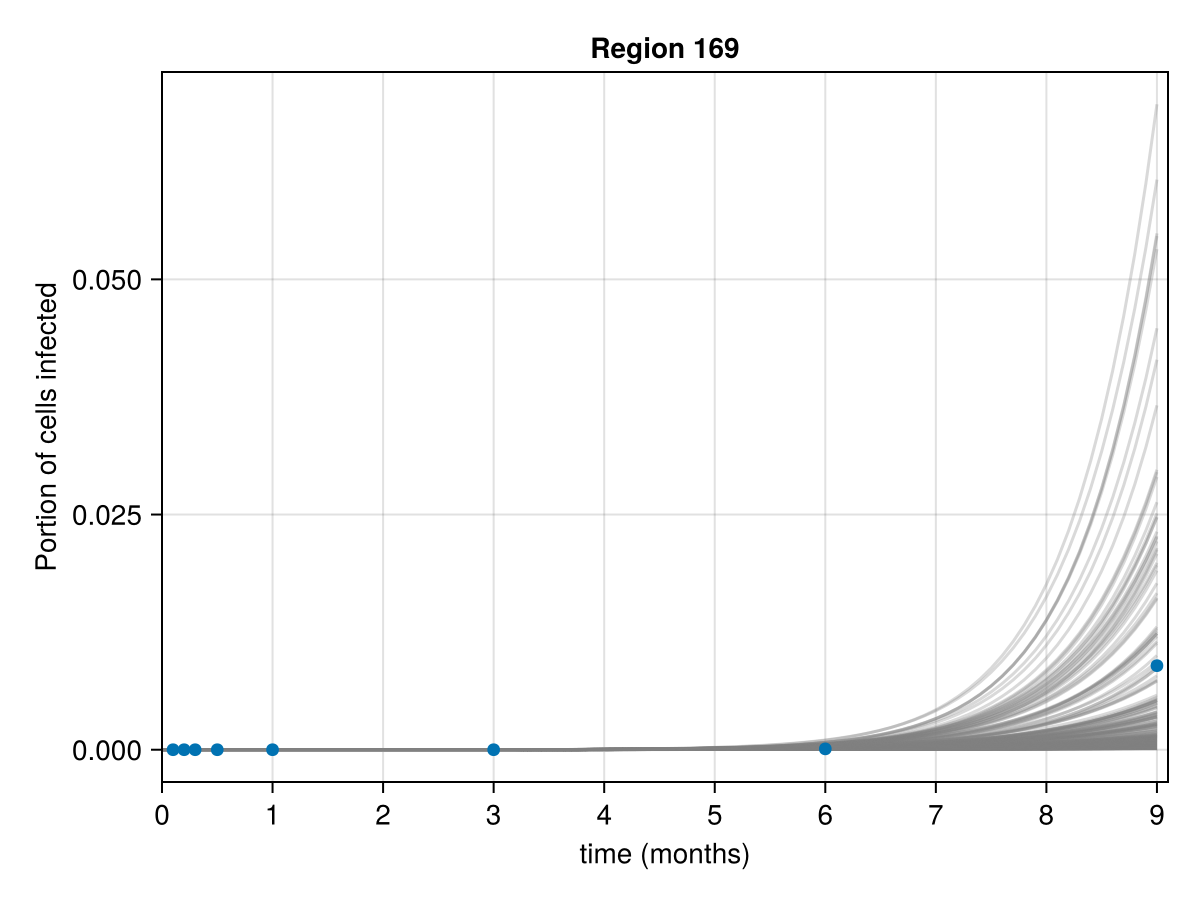 Region 169
Portion of cells infected
0.050
0.025
0.000
0 1 2 3 4 5 6 7 8 9
time (months)